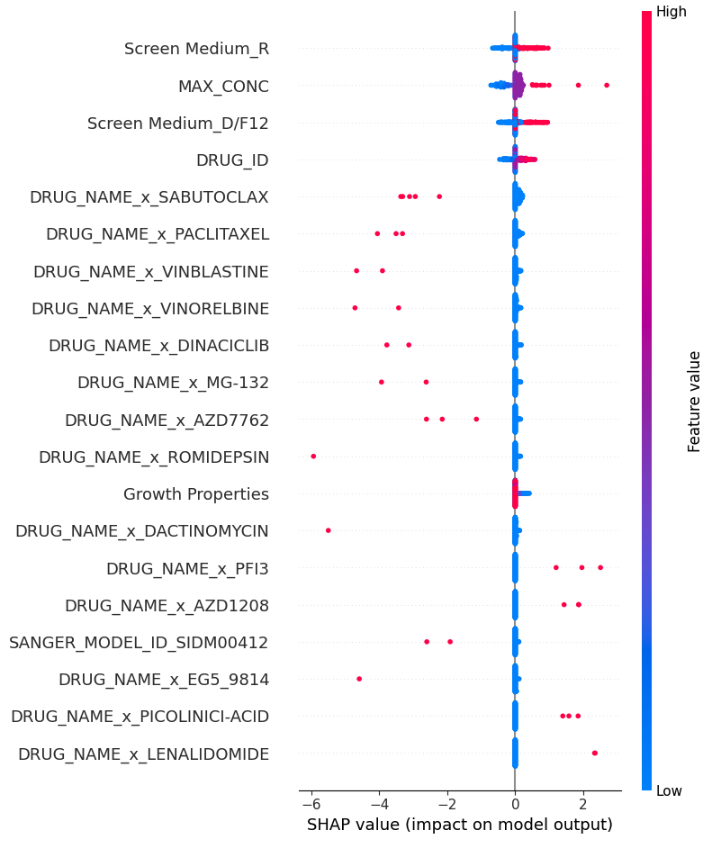 High
Screen Medium_R
MAX_CONC
Screen Medium_D/F12
DRUG_ID
DRUG_NAME_x_SABUTOCLAX
DRUG_NAME_x_PACLITAXEL
DRUG_NAME_x_VINBLASTINE
DRUG_NAME_x_VINORELBINE
DRUG_NAME_x_DINACICLIB
DRUG_NAME_x_MG-132
DRUG_NAME_x_AZD7762
DRUG_NAME_x_ROMIDEPSIN
Growth Properties
DRUG_NAME_x_DACTINOMYCIN
DRUG_NAME_x_PFI3
DRUG_NAME_x_AZD1208
SANGER_MODEL_ID_SIDM00412
DRUG_NAME_x_EG5_9814
DRUG_NAME_x_PICOLINICI-ACID
DRUG_NAME_x_LENALIDOMIDE
Feature value
Low
−6 −4 −2 0 2
SHAP value (impact on model output)